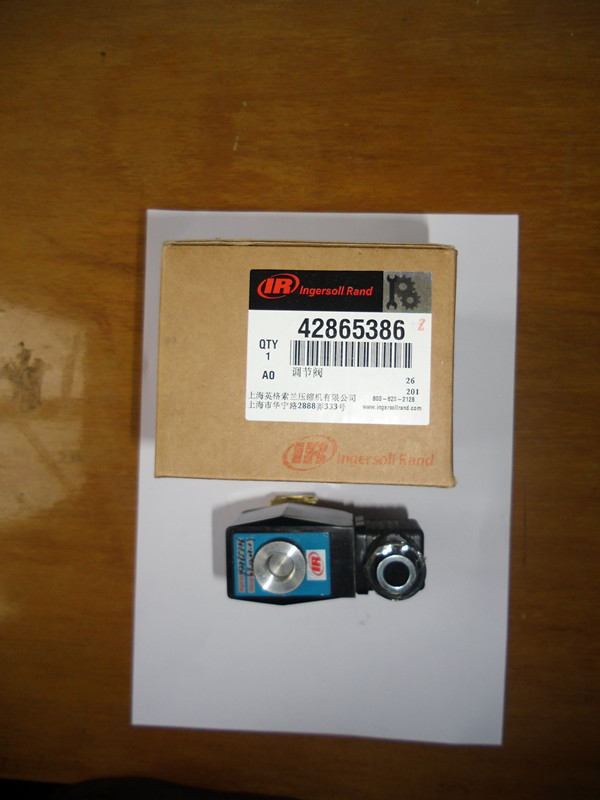 IR Ingersoll Rand
42865386
QTY
1
AO
调节阀
26
201
上海英格索兰压缩机有限公司
上海市华宁路2888弄333号
800-820-2128
www.ingersollrand.com
IR Ingersoll Rand
IR